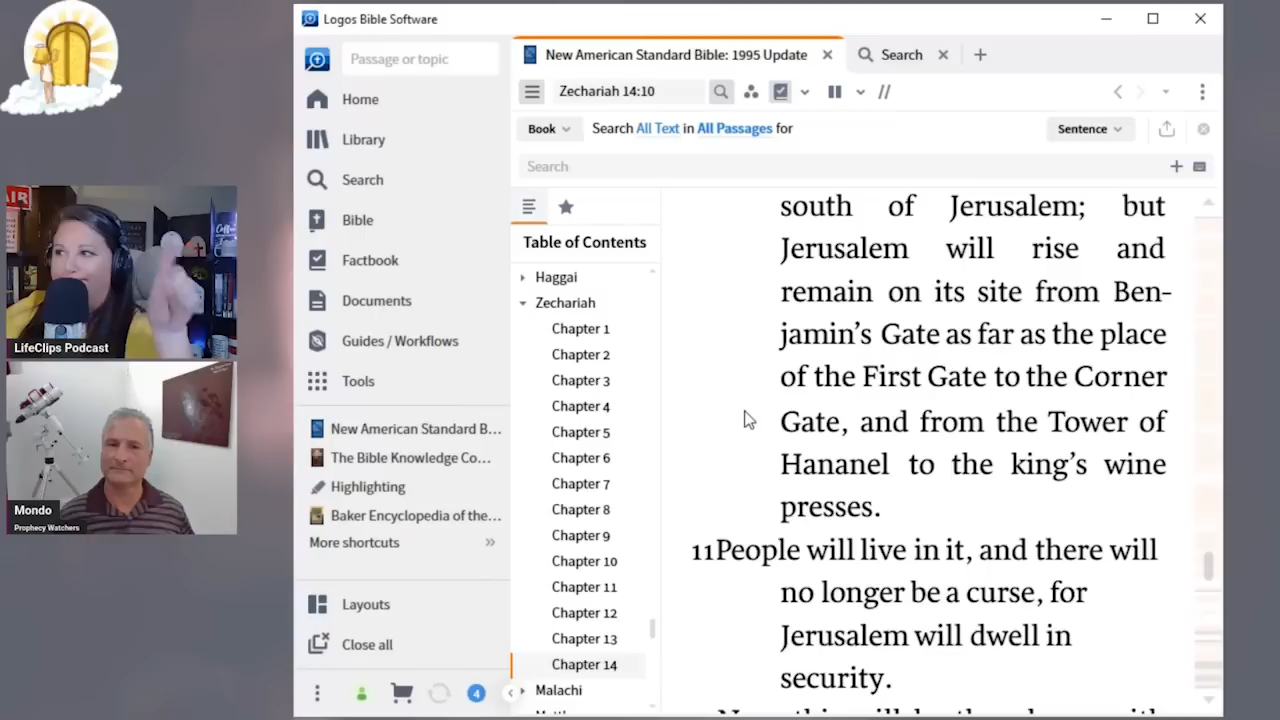 Logos Bible Software
Passage or topic
Home
Library
Search
Bible
Factbook
Documents
Guides / Workflows
Tools
New American Standard B...
The Bible Knowledge Co...
Highlighting
Baker Encyclopedia of the...
More shortcuts »
Layouts
Close all
4
New American Standard Bible: 1995 Update
Search
Zechariah 14:10
Book Search All Text in All Passages for Sentence
Search
Table of Contents
Haggai
Zechariah
Chapter 1
Chapter 2
Chapter 3
Chapter 4
Chapter 5
Chapter 6
Chapter 7
Chapter 8
Chapter 9
Chapter 10
Chapter 11
Chapter 12
Chapter 13
Chapter 14
Malachi
south of Jerusalem; but
Jerusalem will rise and
remain on its site from Ben-
jamin’s Gate as far as the place
of the First Gate to the Corner
Gate, and from the Tower of
Hananel to the king’s wine
presses.
11 People will live in it, and there will
no longer be a curse, for
Jerusalem will dwell in
security.
LifeClips Podcast
Mondo
Prophecy Watchers